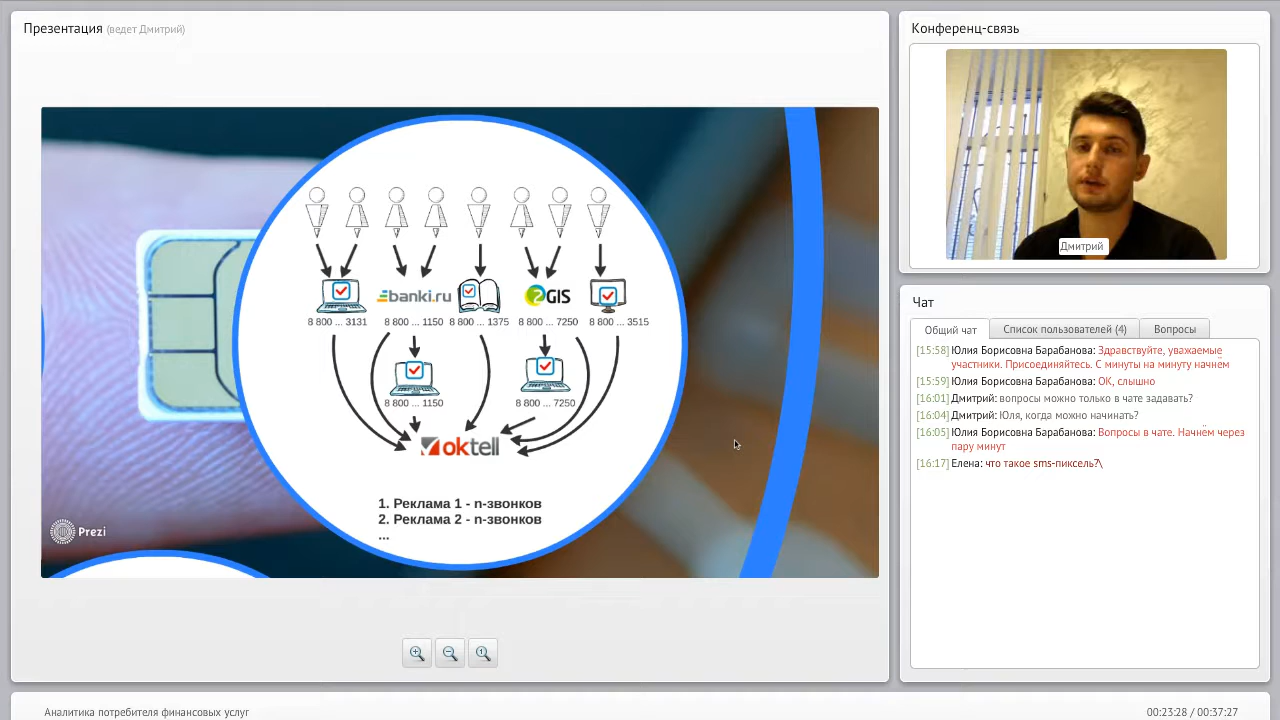 Презентация (ведет Дмитрий)
banki.ru
2GIS
8 800 ... 3131
8 800 ... 1150
8 800 ... 1375
8 800 ... 7250
8 800 ... 3515
8 800 ... 1150
8 800 ... 7250
oktell
1. Реклама 1 - n-звонков
2. Реклама 2 - n-звонков
...
Prezi
Конференц-связь
Дмитрий
Чат
Общий чат
Список пользователей (4)
Вопросы
[15:58] Юлия Борисовна Барабанова: Здравствуйте, уважаемые
участники. Присоединяйтесь. С минуты на минуту начнём
[15:59] Юлия Борисовна Барабанова: ОК, слышно
[16:01] Дмитрий: вопросы можно только в чате задавать?
[16:04] Дмитрий: Юля, когда можно начинать?
[16:05] Юлия Борисовна Барабанова: Вопросы в чате. Начнём через
пару минут
[16:17] Елена: что такое sms-пиксель?\
Аналитика потребителя финансовых услуг
00:23:28 / 00:37:27